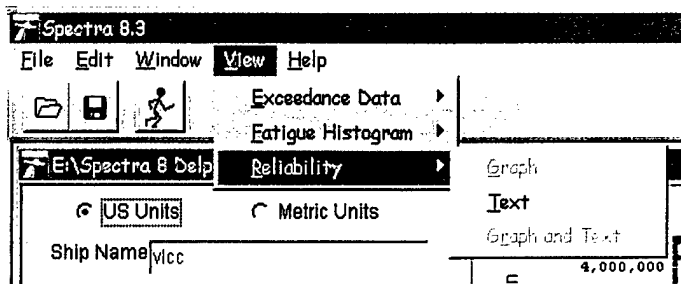 Spectra 8.3
File Edit Window View Help
Exceedance Data
Fatigue Histogram
E:\Spectra 8 Delp
Reliability
Graph
US Units
Metric Units
Text
Ship Name vlcc
Graph and Text
4,000,000